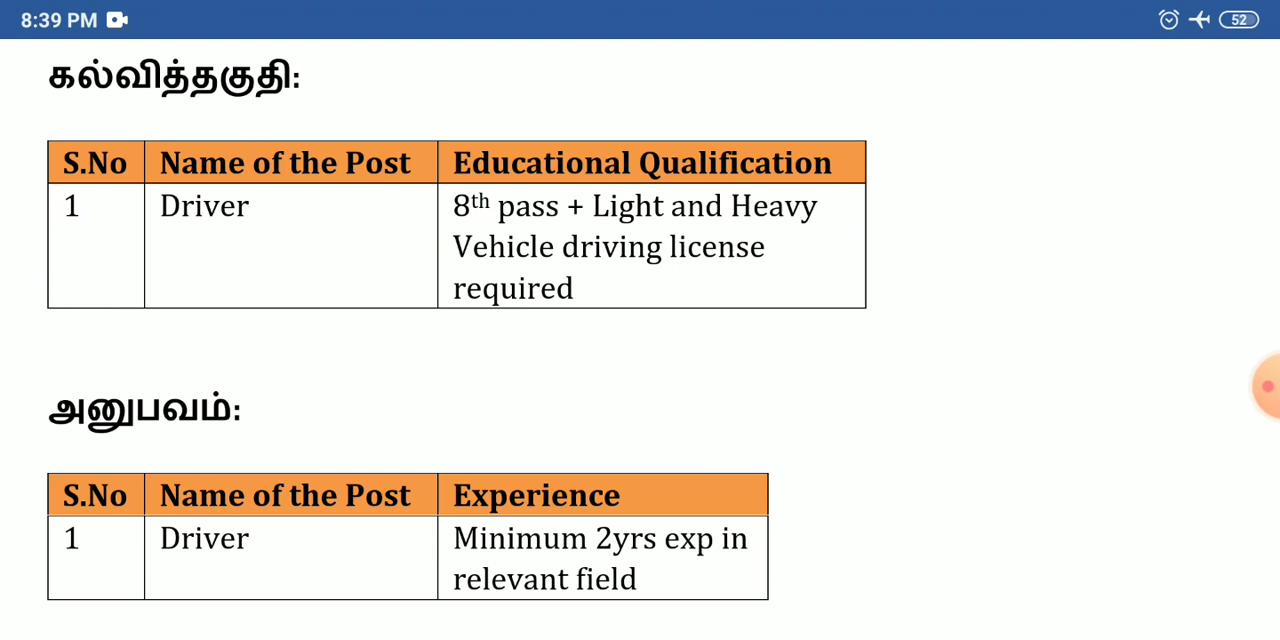 8:39 PM
52
கல்வித்தகுதி:
S.No Name of the Post Educational Qualification
1 Driver 8th pass + Light and Heavy
Vehicle driving license
required
அனுபவம்:
S.No Name of the Post Experience
1 Driver Minimum 2yrs exp in
relevant field